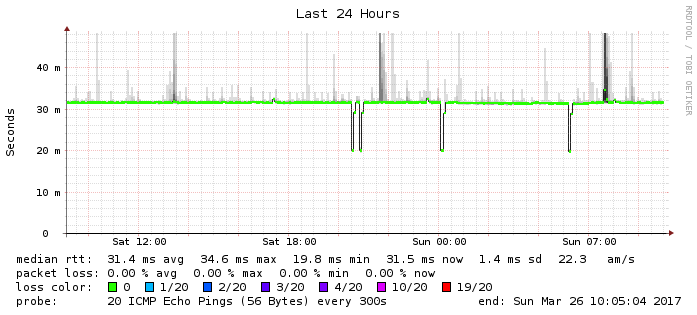 Last 24 Hours
RRDTOOL / TOBI OETIKER
Seconds
40 m
30 m
20 m
10 m
0
Sat 12:00 Sat 18:00 Sun 00:00 Sun 07:00
median rtt: 31.4 ms avg 34.6 ms max 19.8 ms min 31.5 ms now 1.4 ms sd 22.3 am/s
packet loss: 0.00 % avg 0.00 % max 0.00 % min 0.00 % now
loss color: 0 1/20 2/20 3/20 4/20 10/20 19/20
probe: 20 ICMP Echo Pings (56 Bytes) every 300s end: Sun Mar 26 10:05:04 2017